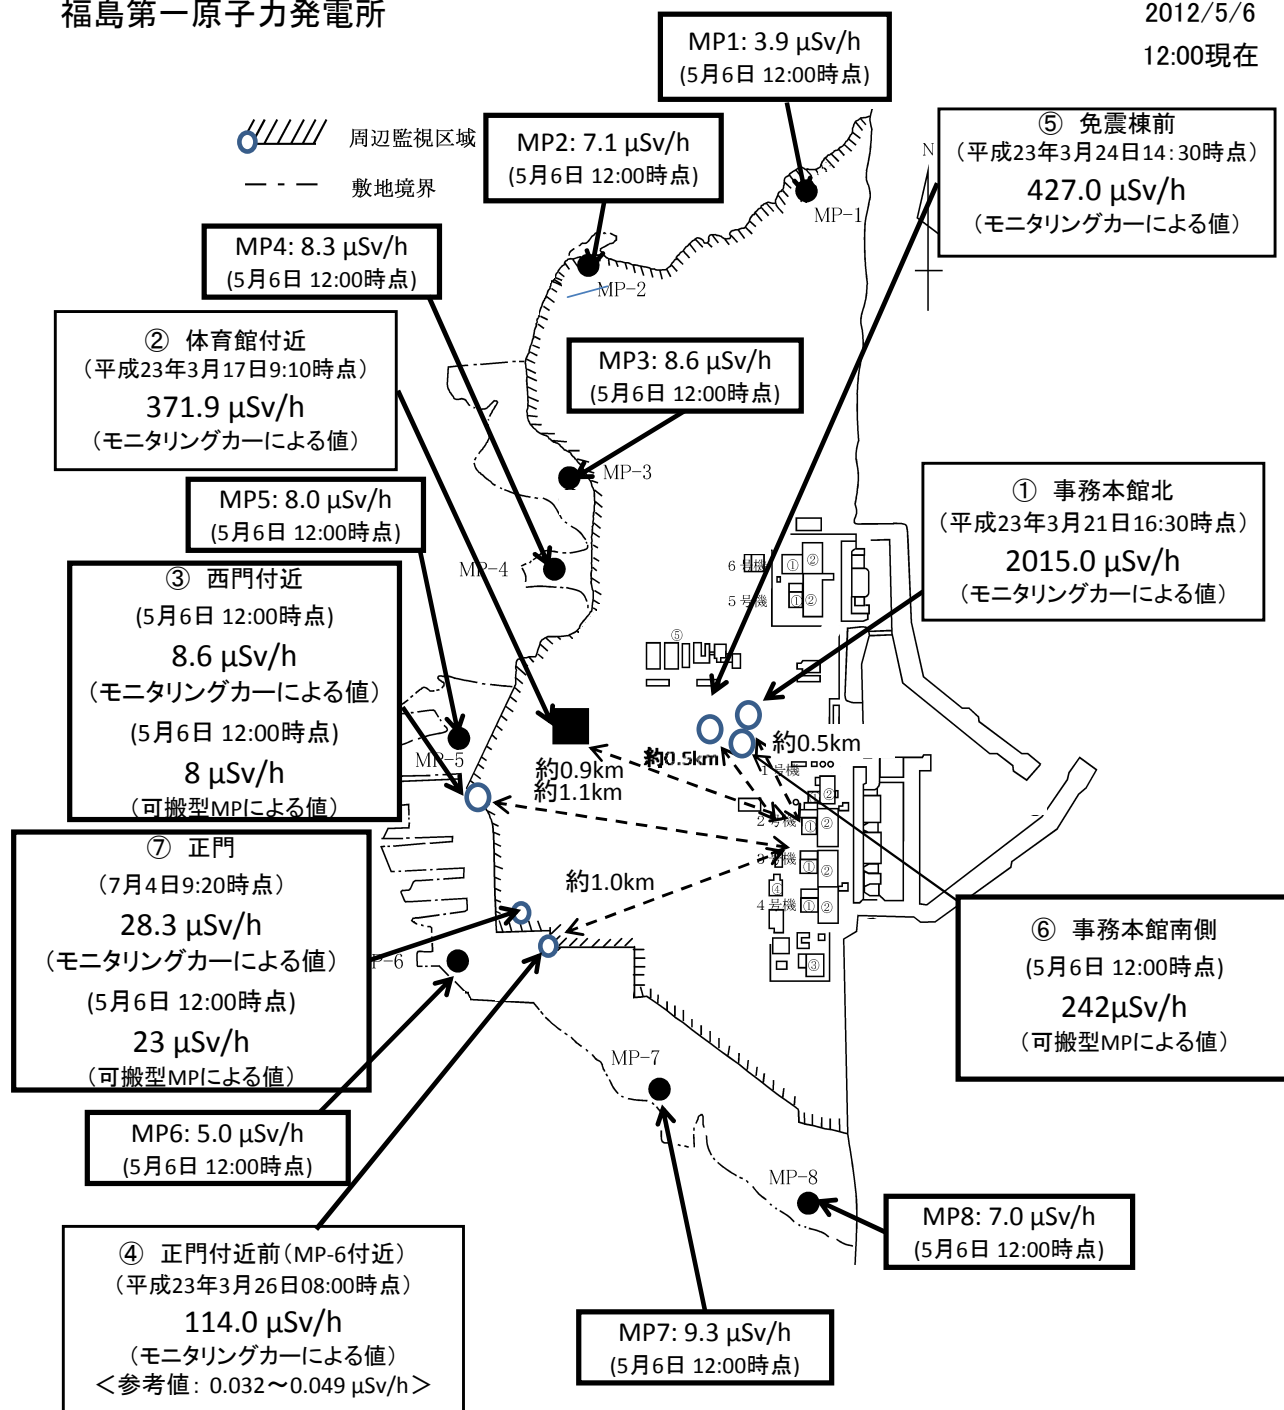 福島第一原子力発電所
2012/5/6
12:00現在
MP1: 3.9 μSv/h
(5月6日 12:00時点)
周辺監視区域
敷地境界
MP2: 7.1 μSv/h
(5月6日 12:00時点)
⑤ 免震棟前
(平成23年3月24日14:30時点)
427.0 μSv/h
(モニタリングカーによる値)
N
MP-1
MP4: 8.3 μSv/h
(5月6日 12:00時点)
MP-2
② 体育館付近
(平成23年3月17日9:10時点)
371.9 μSv/h
(モニタリングカーによる値)
MP3: 8.6 μSv/h
(5月6日 12:00時点)
MP-3
MP5: 8.0 μSv/h
(5月6日 12:00時点)
① 事務本館北
(平成23年3月21日16:30時点)
2015.0 μSv/h
(モニタリングカーによる値)
MP-4
6号機
①
②
5号機
①
②
③ 西門付近
(5月6日 12:00時点)
8.6 μSv/h
(モニタリングカーによる値)
(5月6日 12:00時点)
8 μSv/h
(可搬型MPによる値)
⑤
MP-5
約0.9km
約1.1km
約0.5km
約0.5km
1号機
①
②
2号機
①
②
3号機
①
②
④
4号機
①
②
③
約1.0km
⑦ 正門
(7月4日9:20時点)
28.3 μSv/h
(モニタリングカーによる値)
(5月6日 12:00時点)
23 μSv/h
(可搬型MPによる値)
P-6
⑥ 事務本館南側
(5月6日 12:00時点)
242μSv/h
(可搬型MPによる値)
MP-7
MP6: 5.0 μSv/h
(5月6日 12:00時点)
MP-8
MP8: 7.0 μSv/h
(5月6日 12:00時点)
④ 正門付近前(MP-6付近)
(平成23年3月26日08:00時点)
114.0 μSv/h
(モニタリングカーによる値)
<参考値: 0.032~0.049 μSv/h>
MP7: 9.3 μSv/h
(5月6日 12:00時点)